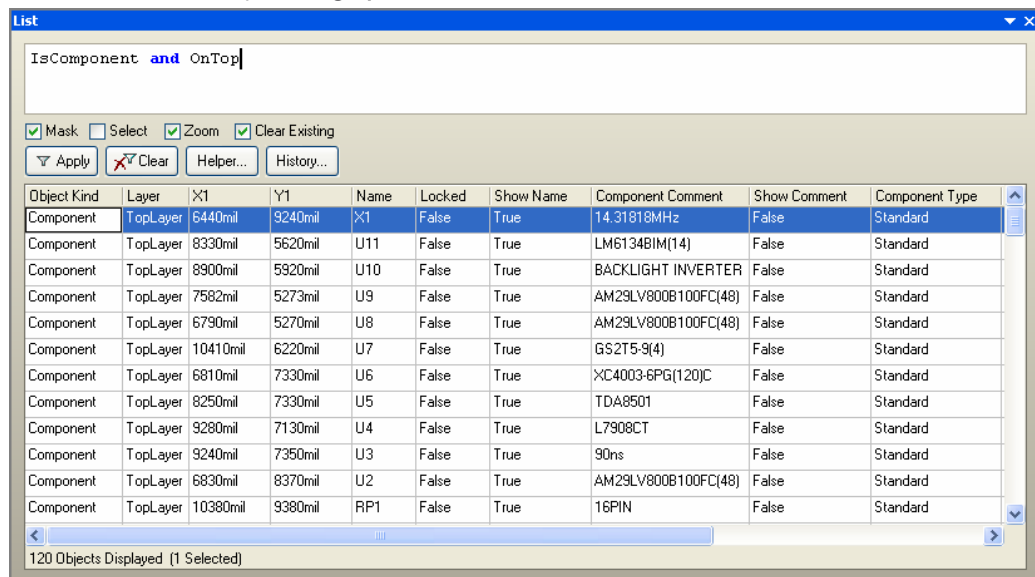 List
IsComponent and OnTop
Mask Select Zoom Clear Existing
Apply Clear Helper... History...
Object Kind Layer X1 Y1 Name Locked Show Name Component Comment Show Comment Component Type
Component TopLayer 6440mil 9240mil X1 False True 14.31818MHz False Standard
Component TopLayer 8330mil 5620mil U11 False True LM6134BIM(14) False Standard
Component TopLayer 8900mil 5920mil U10 False True BACKLIGHT INVERTER False Standard
Component TopLayer 7582mil 5273mil U9 False True AM29LV800B100FC(48) False Standard
Component TopLayer 6790mil 5270mil U8 False True AM29LV800B100FC(48) False Standard
Component TopLayer 10410mil 6220mil U7 False True GS2T5-9(4) False Standard
Component TopLayer 6810mil 7330mil U6 False True XC4003-6PG(120)C False Standard
Component TopLayer 8250mil 7330mil U5 False True TDA8501 False Standard
Component TopLayer 9280mil 7130mil U4 False True L7908CT False Standard
Component TopLayer 9240mil 7350mil U3 False True 90ns False Standard
Component TopLayer 6830mil 8370mil U2 False True AM29LV800B100FC(48) False Standard
Component TopLayer 10380mil 9380mil RP1 False True 16PIN False Standard
120 Objects Displayed (1 Selected)